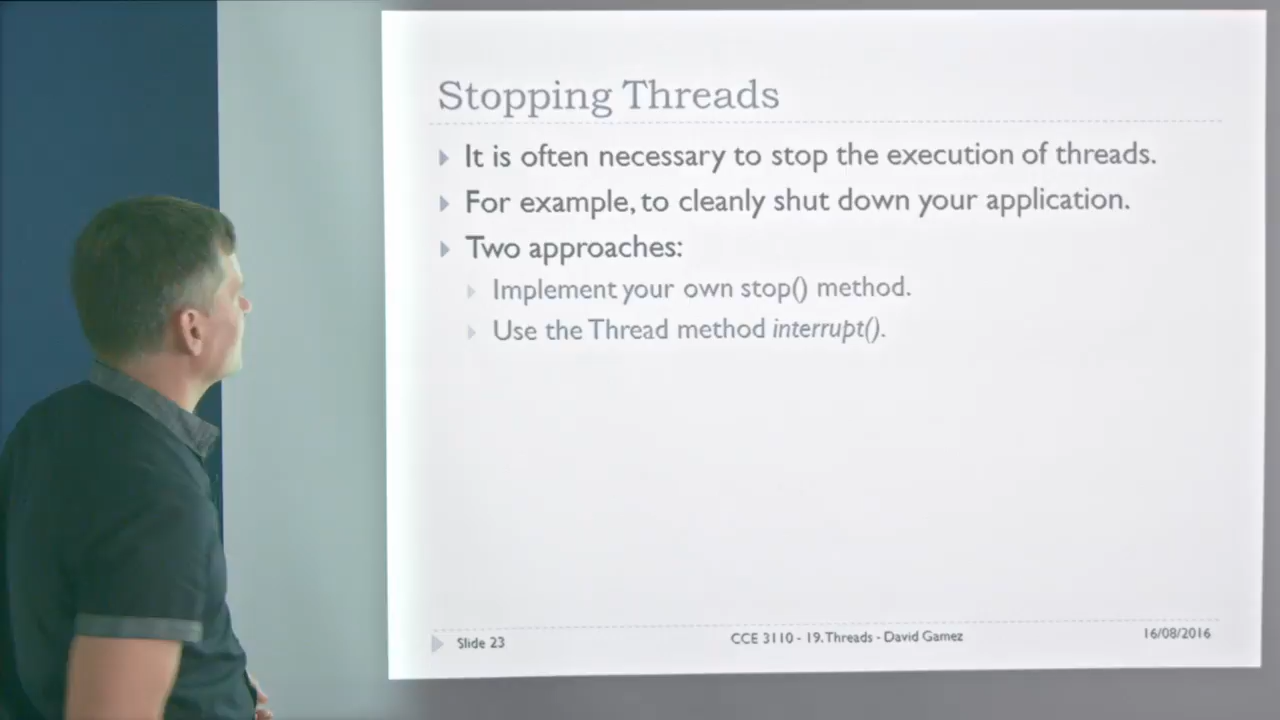 Stopping Threads
It is often necessary to stop the execution of threads.
For example, to cleanly shut down your application.
Two approaches:
Implement your own stop() method.
Use the Thread method interrupt().
Slide 23
CCE 3110 - 19.Threads - David Gamez
16/08/2016